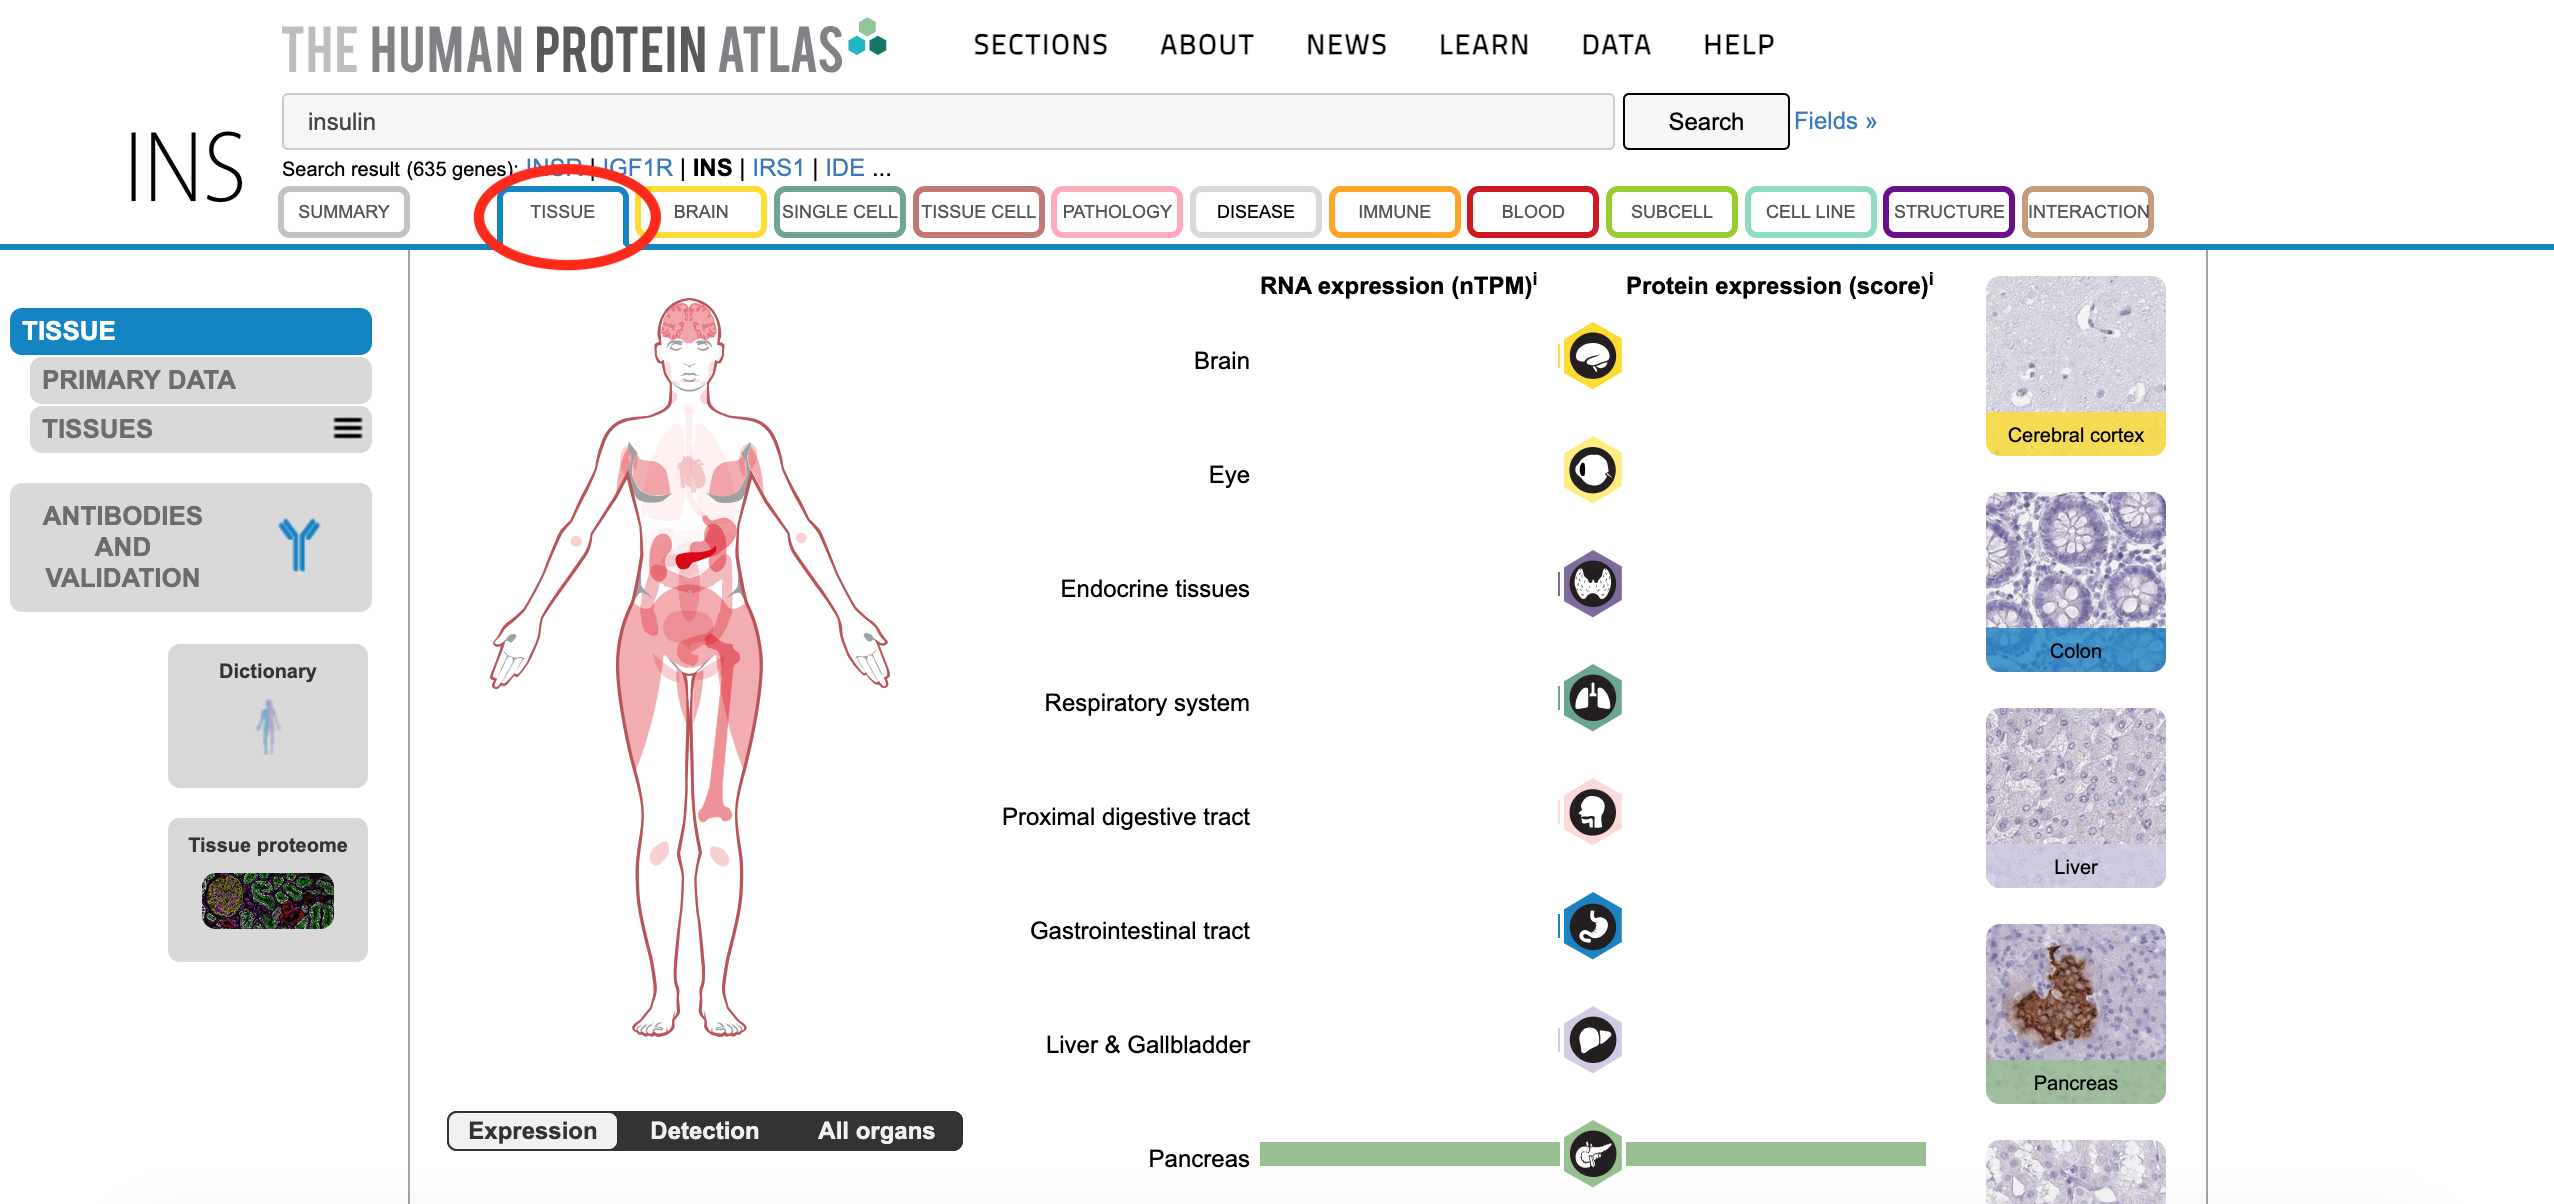 THE HUMAN PROTEIN ATLAS
SECTIONS ABOUT NEWS LEARN DATA HELP
INS
insulin
Search
Fields »
Search result (635 genes): INSR | IGF1R | INS | IRS1 | IDE ...
SUMMARY TISSUE BRAIN SINGLE CELL TISSUE CELL PATHOLOGY DISEASE IMMUNE BLOOD SUBCELL CELL LINE STRUCTURE INTERACTION
TISSUE
PRIMARY DATA
TISSUES
ANTIBODIES
AND
VALIDATION
Dictionary
Tissue proteome
Expression Detection All organs
RNA expression (nTPM)i Protein expression (score)i
Brain
Eye
Endocrine tissues
Respiratory system
Proximal digestive tract
Gastrointestinal tract
Liver & Gallbladder
Pancreas
Cerebral cortex
Colon
Liver
Pancreas